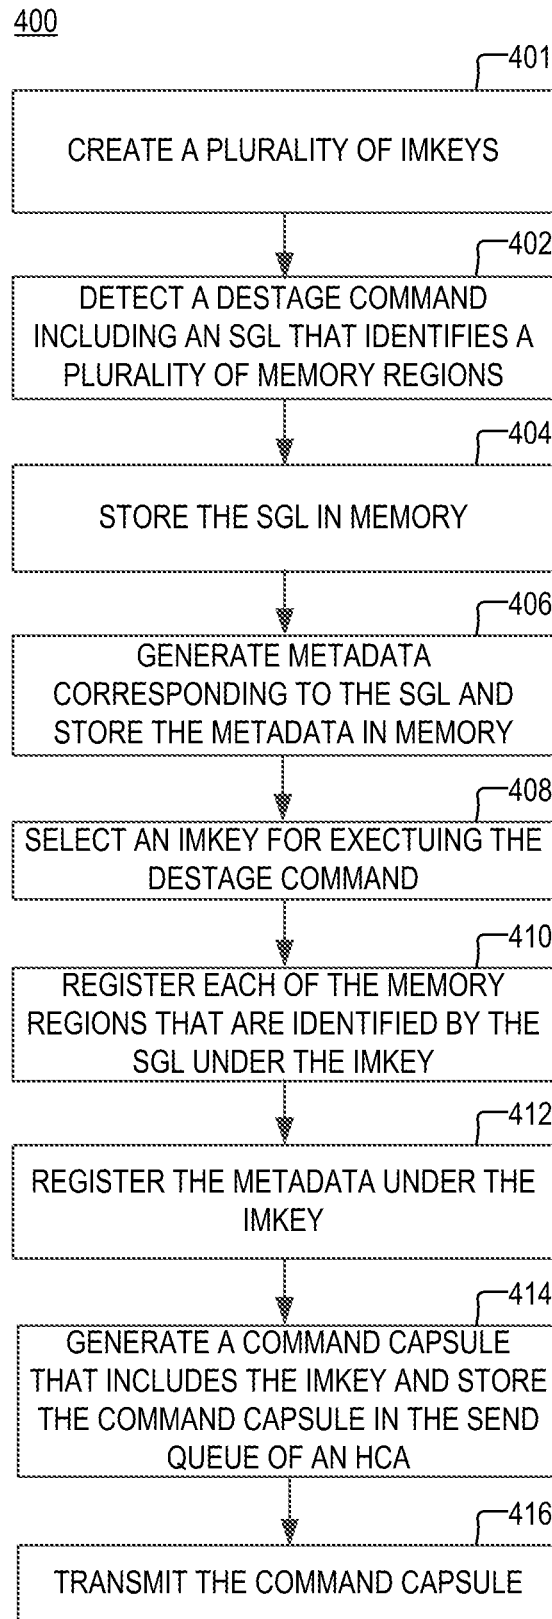 400
401
CREATE A PLURALITY OF IMKEYS
402
DETECT A DESTAGE COMMAND
INCLUDING AN SGL THAT IDENTIFIES A
PLURALITY OF MEMORY REGIONS
404
STORE THE SGL IN MEMORY
406
GENERATE METADATA
CORRESPONDING TO THE SGL AND
STORE THE METADATA IN MEMORY
408
SELECT AN IMKEY FOR EXECTUING THE
DESTAGE COMMAND
410
REGISTER EACH OF THE MEMORY
REGIONS THAT ARE IDENTIFIED BY THE
SGL UNDER THE IMKEY
412
REGISTER THE METADATA UNDER THE
IMKEY
414
GENERATE A COMMAND CAPSULE
THAT INCLUDES THE IMKEY AND STORE
THE COMMAND CAPSULE IN THE SEND
QUEUE OF AN HCA
416
TRANSMIT THE COMMAND CAPSULE